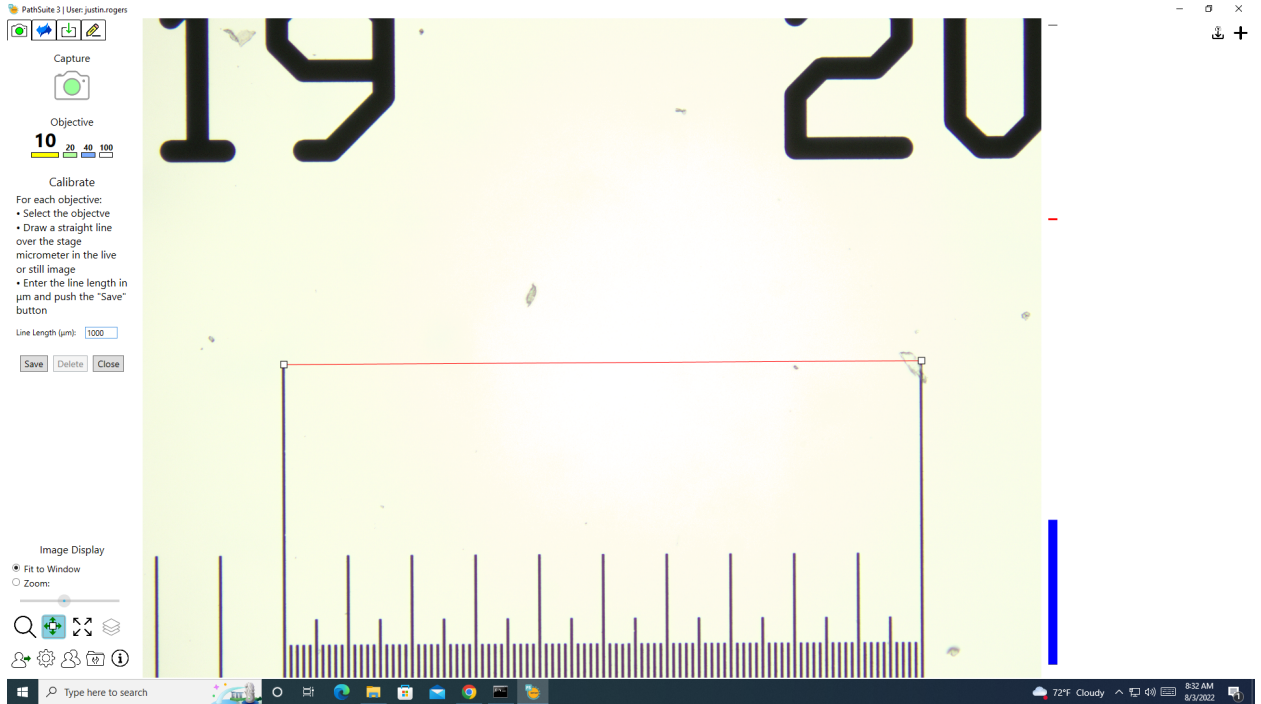 PathSuite 3 | User: justin.rogers
Capture
Objective
10 20 40 100
Calibrate
For each objective:
• Select the objectve
• Draw a straight line
over the stage
micrometer in the live
or still image
• Enter the line length in
µm and push the "Save"
button
Line Length (µm): 1000
Save Delete Close
19 20
Image Display
Fit to Window
Zoom:
Type here to search
72°F Cloudy
8:32 AM
8/3/2022
1